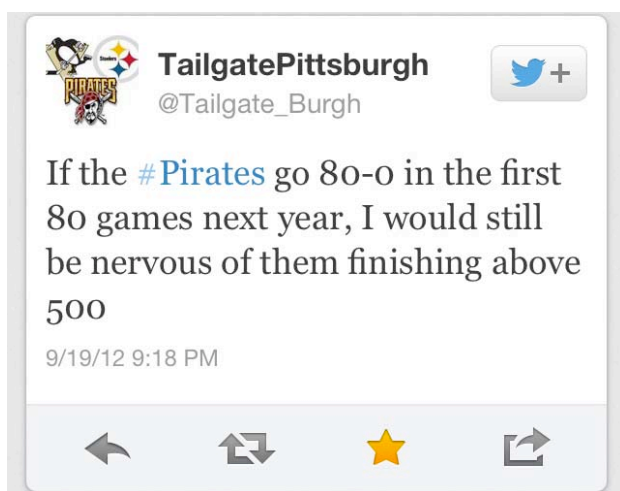 TailgatePittsburgh
@Tailgate_Burgh
If the #Pirates go 80-0 in the first
80 games next year, I would still
be nervous of them finishing above
500
9/19/12 9:18 PM
PIRATES